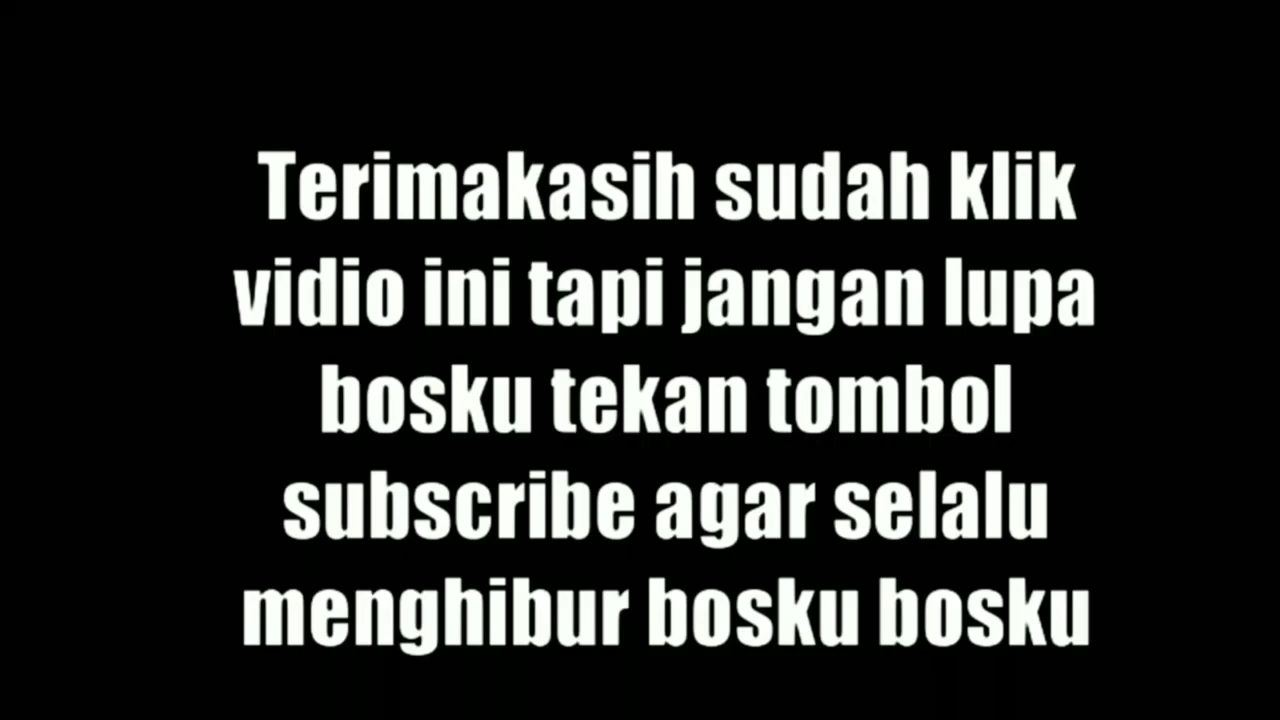 Terimakasih sudah klik
vidio ini tapi jangan lupa
bosku tekan tombol
subscribe agar selalu
menghibur bosku bosku